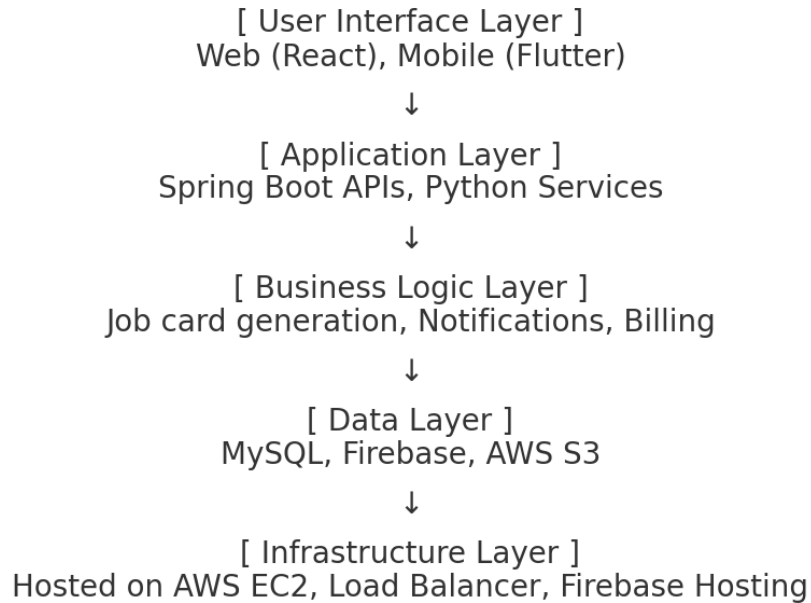 [ User Interface Layer ]
Web (React), Mobile (Flutter)
↓
[ Application Layer ]
Spring Boot APIs, Python Services
↓
[ Business Logic Layer ]
Job card generation, Notifications, Billing
↓
[ Data Layer ]
MySQL, Firebase, AWS S3
↓
[ Infrastructure Layer ]
Hosted on AWS EC2, Load Balancer, Firebase Hosting